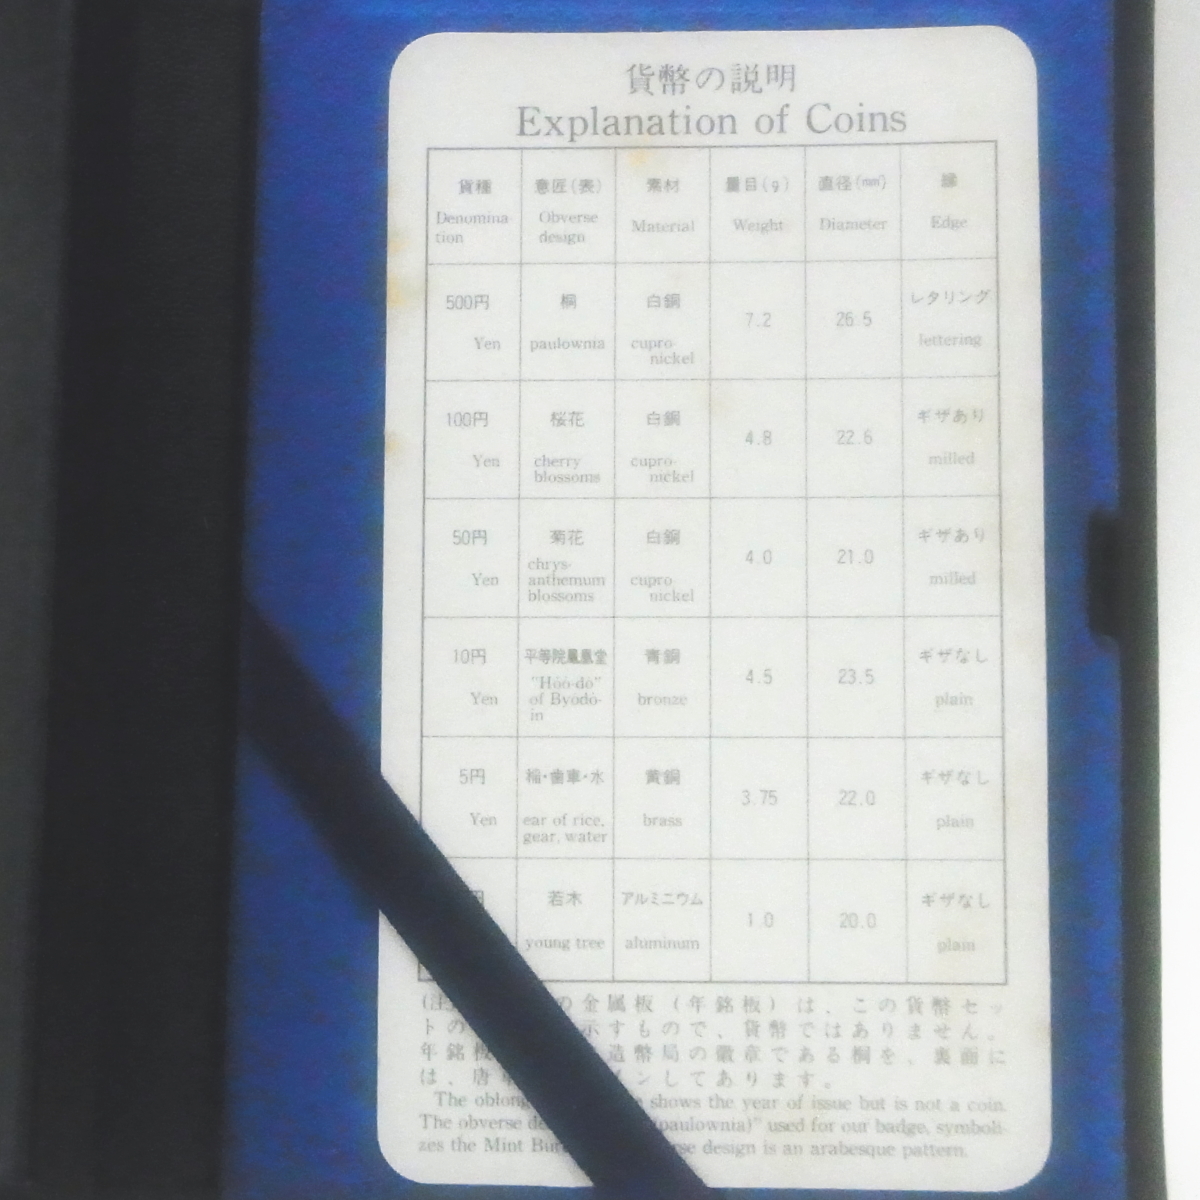 貨幣の説明
Explanation of Coins
貨種 意匠(表) 素材 量目(g) 直径(㎜) 縁
Denomina Obverse Material Weight Diameter Edge
tion design
500円 桐 白銅 7.2 26.5 レタリング
Yen paulownia cupro- lettering
nickel
100円 桜花 白銅 4.8 22.6 ギザあり
Yen cherry cupro- milled
blossoms nickel
50円 菊花 白銅 4.0 21.0 ギザあり
chrys-
Yen anthemum cupro milled
blossoms nickel
10円 平等院鳳凰堂 青銅 4.5 23.5 ギザなし
"Hōō-dō"
Yen of Byōdō- bronze plain
in
5円 稲・歯車・水 黄銅 3.75 22.0 ギザなし
Yen ear of rice, brass plain
gear, water
円 若木 アルミニウム 1.0 20.0 ギザなし
young tree aluminum plain
(注 の金属板(年銘板)は、この貨幣セッ
トの 示すもので、貨幣ではありません。
年銘板 造幣局の徽章である桐を、裏面に
は、唐草 インしてあります。
The oblong shows the year of issue but is not a coin.
The obverse de (paulownia)" used for our badge, symboli-
zes the Mint Bur design is an arabesque pattern.